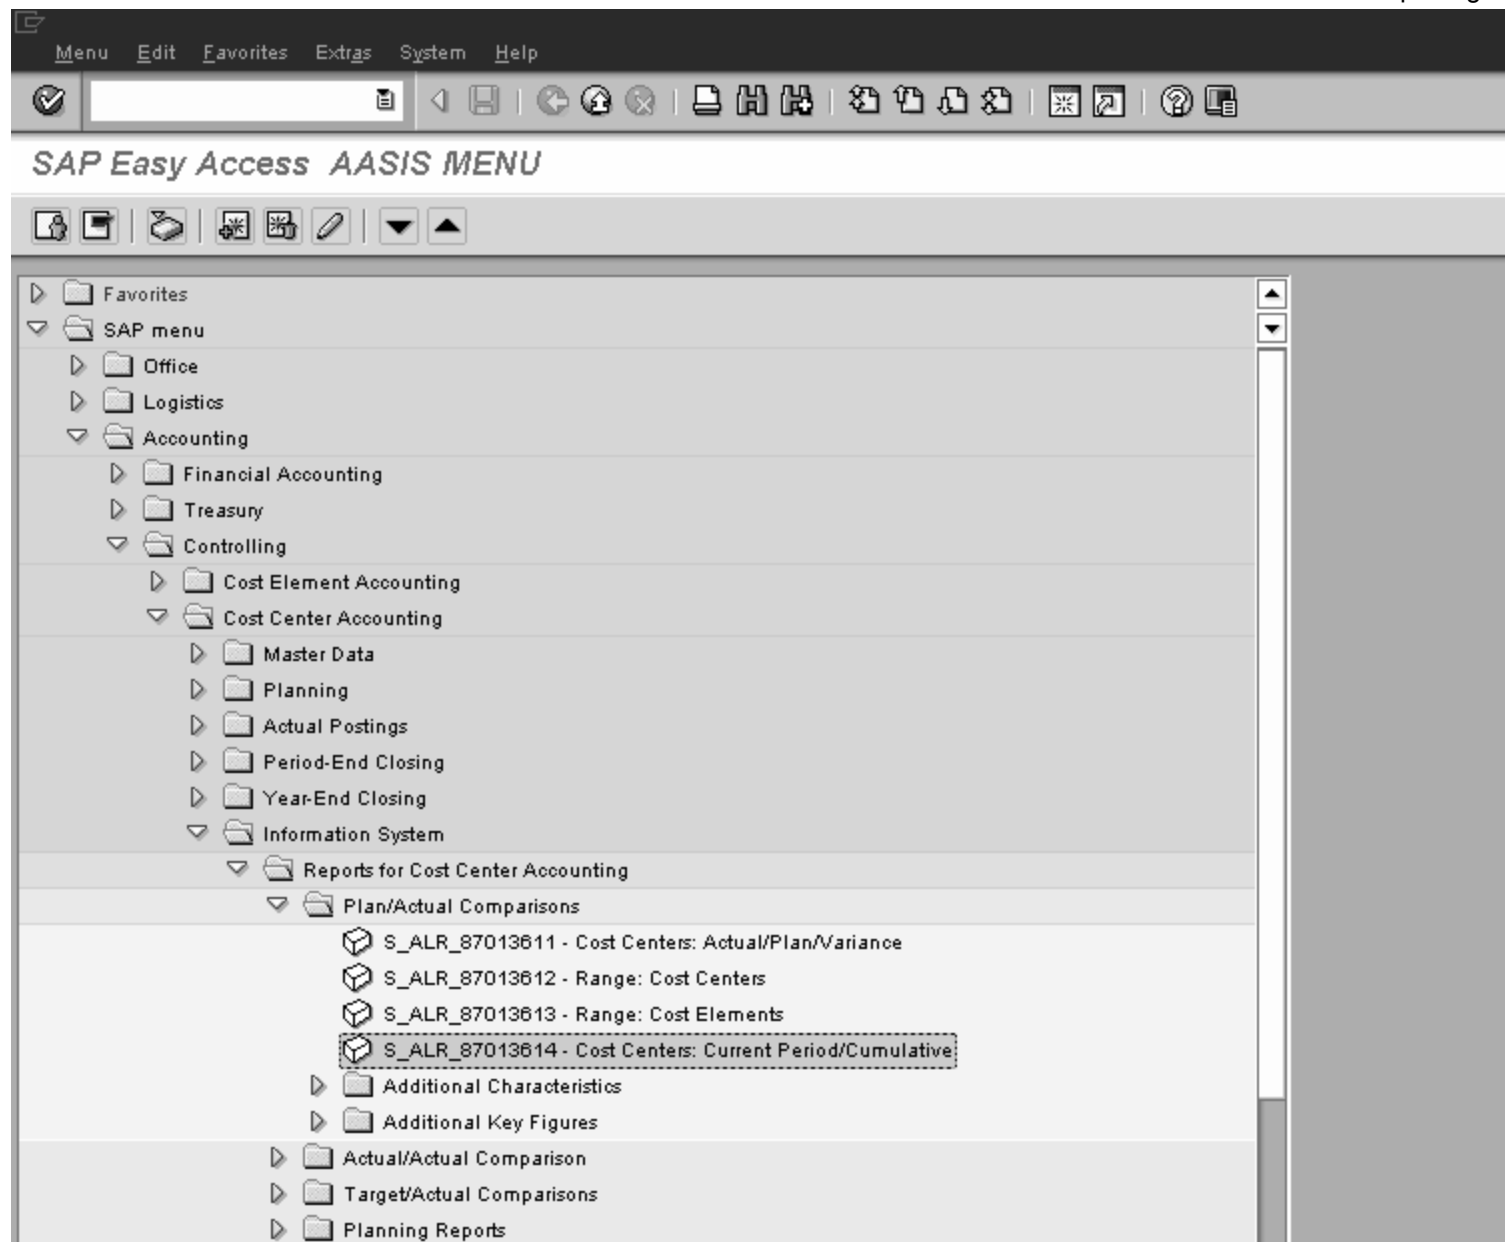 Menu Edit Favorites Extras System Help
SAP Easy Access AASIS MENU
Favorites
SAP menu
Office
Logistics
Accounting
Financial Accounting
Treasury
Controlling
Cost Element Accounting
Cost Center Accounting
Master Data
Planning
Actual Postings
Period-End Closing
Year-End Closing
Information System
Reports for Cost Center Accounting
Plan/Actual Comparisons
S_ALR_87013611 - Cost Centers: Actual/Plan/Variance
S_ALR_87013612 - Range: Cost Centers
S_ALR_87013613 - Range: Cost Elements
S_ALR_87013614 - Cost Centers: Current Period/Cumulative
Additional Characteristics
Additional Key Figures
Actual/Actual Comparison
Target/Actual Comparisons
Planning Reports